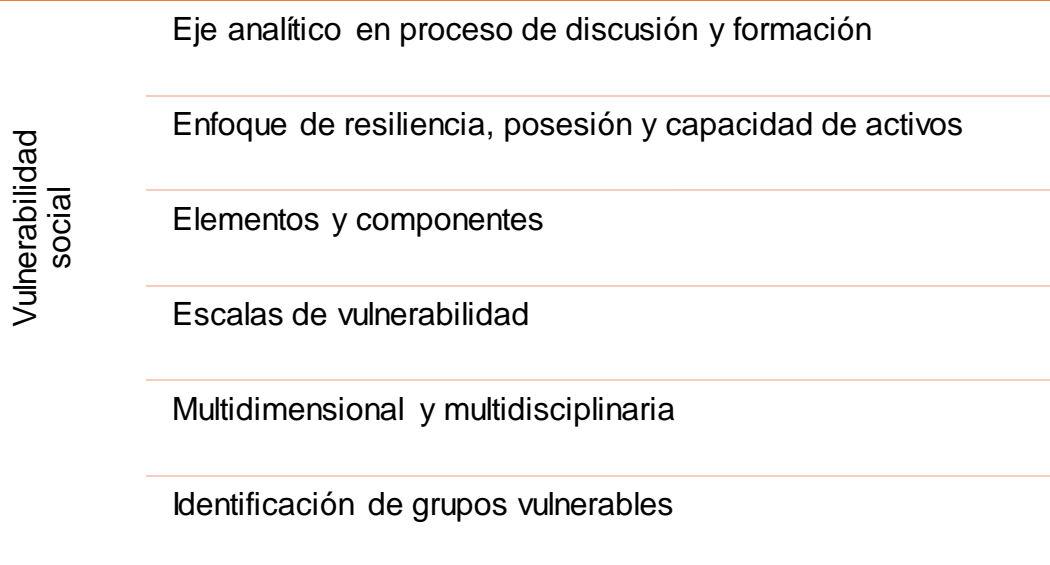 Vulnerabilidad
social
Eje analítico en proceso de discusión y formación
Enfoque de resiliencia, posesión y capacidad de activos
Elementos y componentes
Escalas de vulnerabilidad
Multidimensional y multidisciplinaria
Identificación de grupos vulnerables